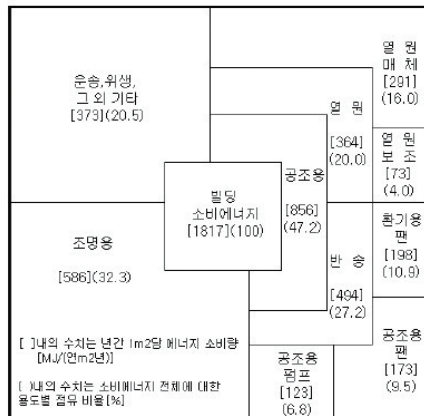 운송,위생,
그 외 기타
[373](20.5)
열 원
매 체
[291]
(16.0)
열 원
[364]
(20.0)
열 원
보 조
[73]
(4.0)
빌딩
소비에너지
[1817](100)
공조용
[856]
(47.2)
조명용
[586](32.3)
환기용
팬
[198]
(10.9)
반 송
[494]
(27.2)
공조용
팬
[173]
(9.5)
공조용
펌프
[123]
(6.8)
[ ]내의 수치는 년간 1m2당 에너지 소비량
[MJ/(연m2년)]
( )내의 수치는 소비에너지 전체에 대한
용도별 점유 비율[%]